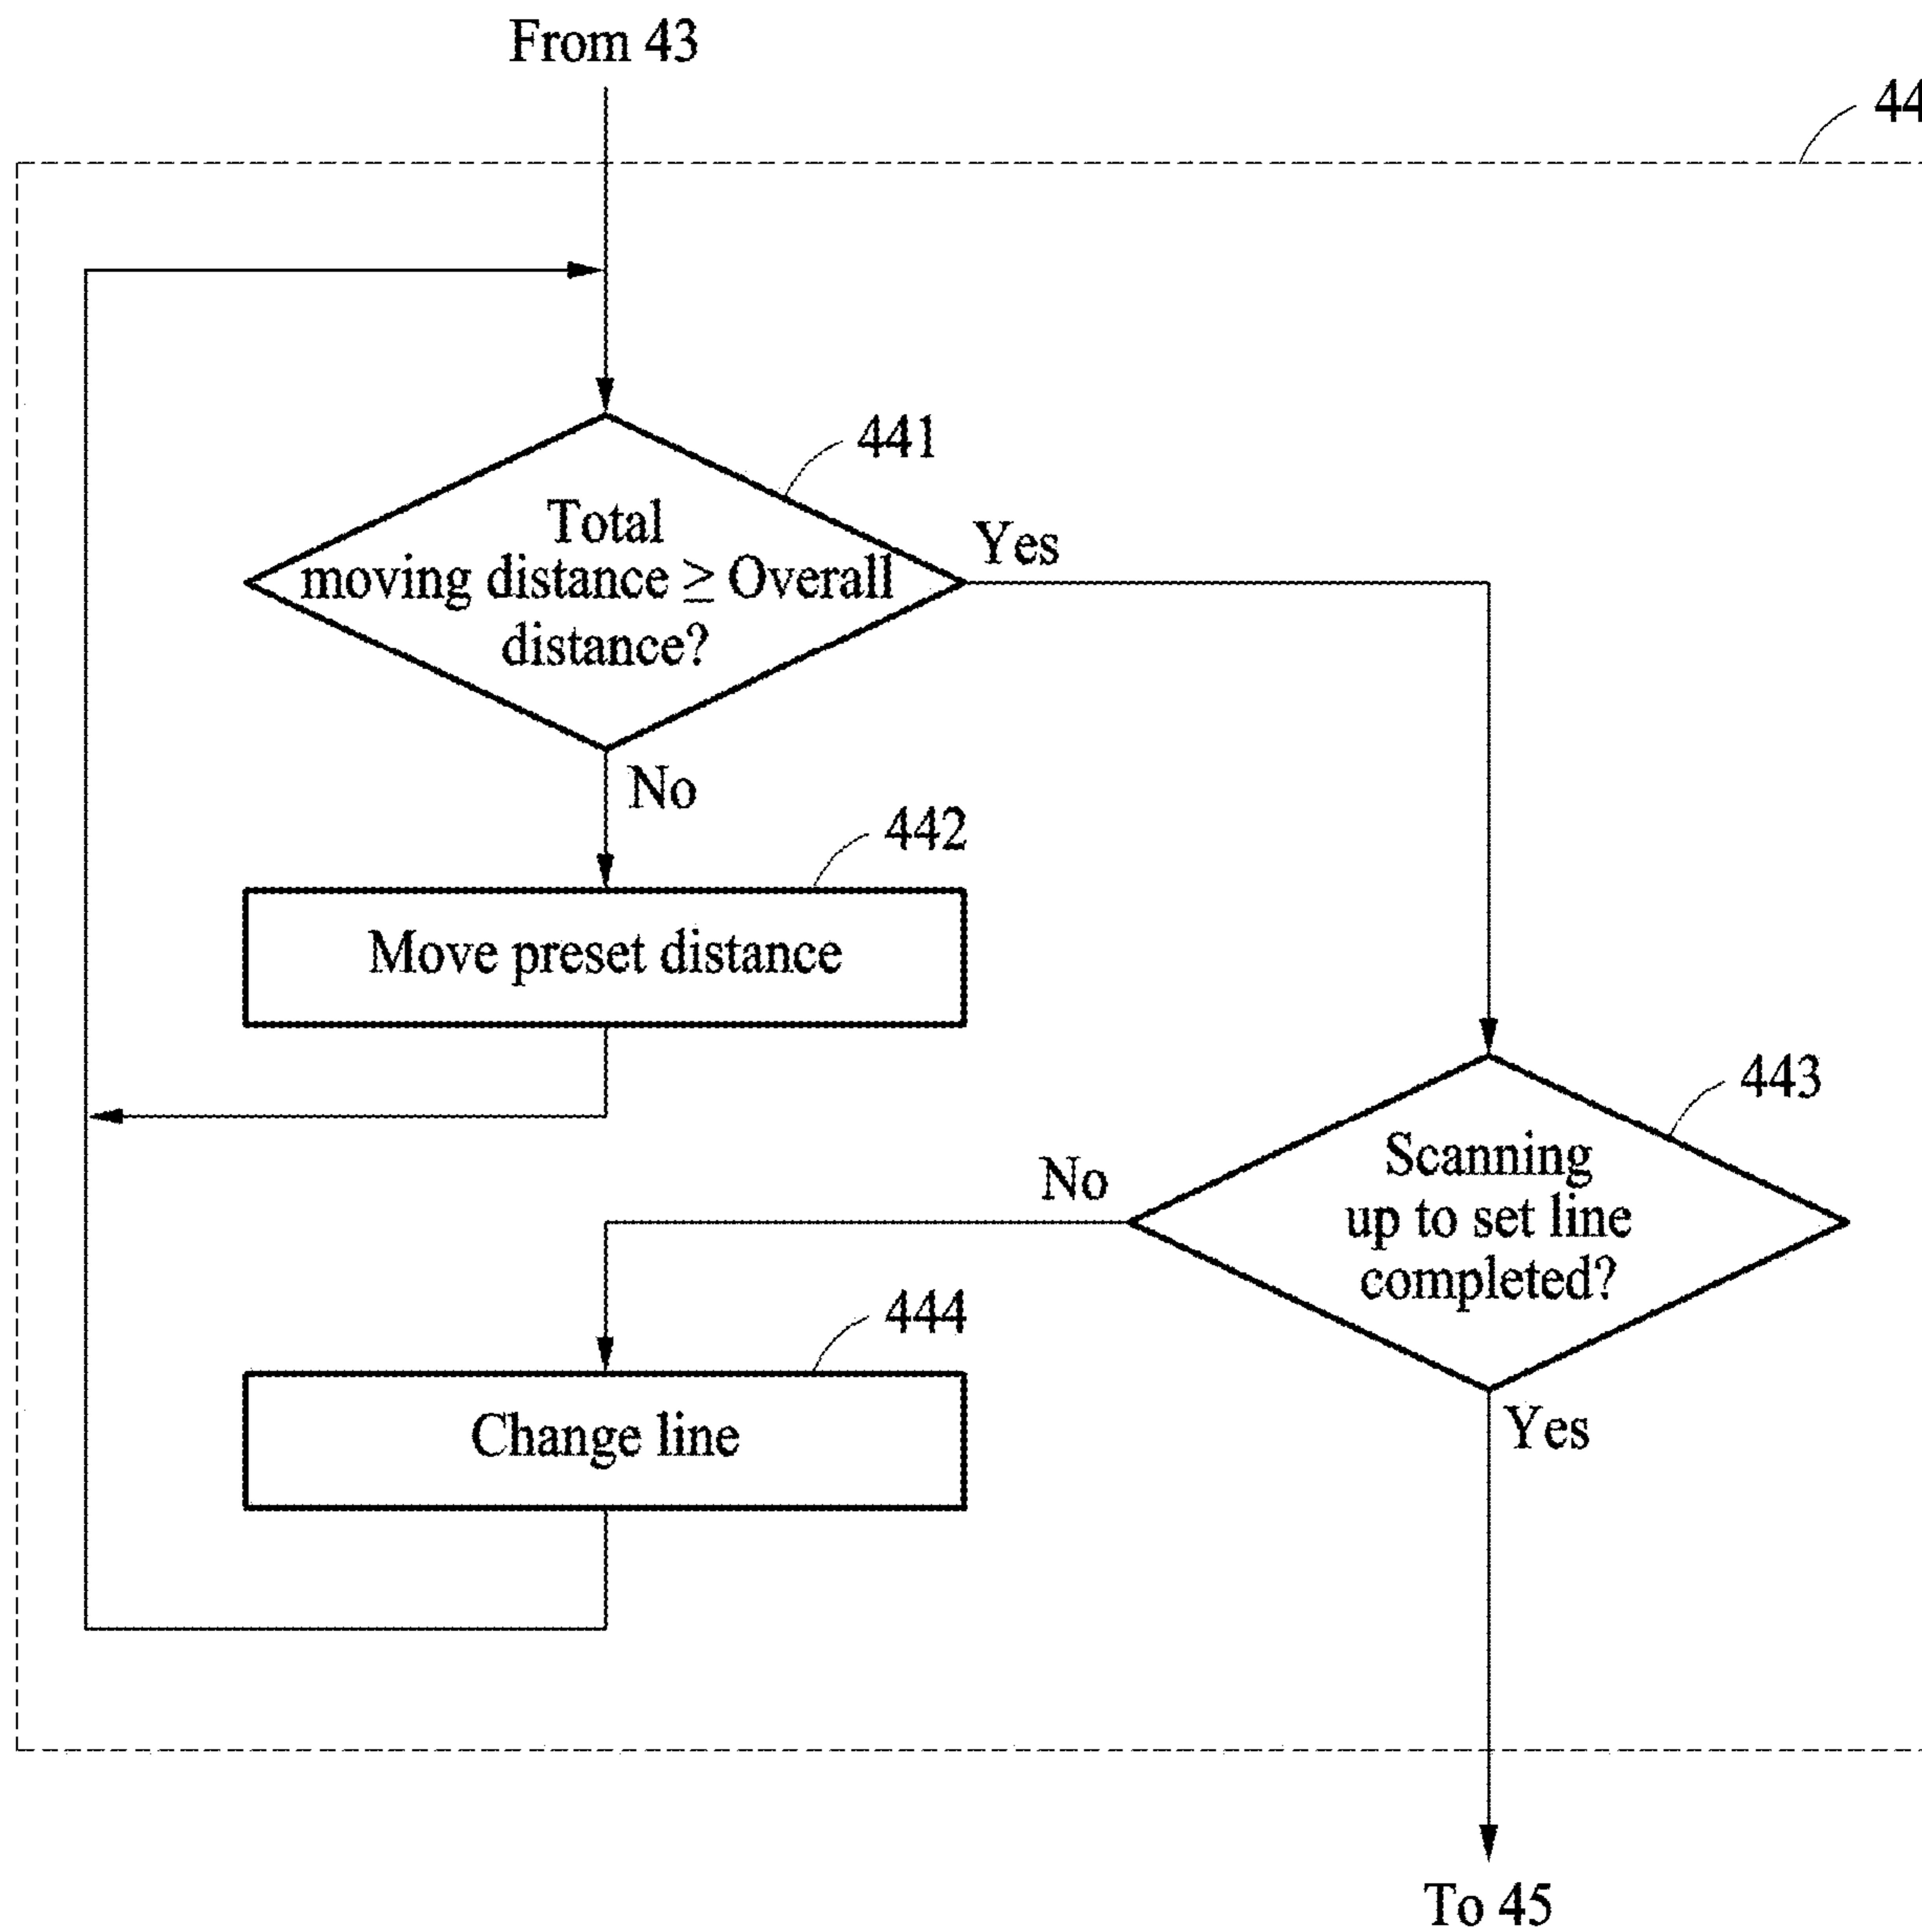 From 43
44
441
Total
moving distance ≥ Overall
distance?
Yes
No
442
Move preset distance
443
Scanning
up to set line
completed?
No
444
Change line
Yes
To 45